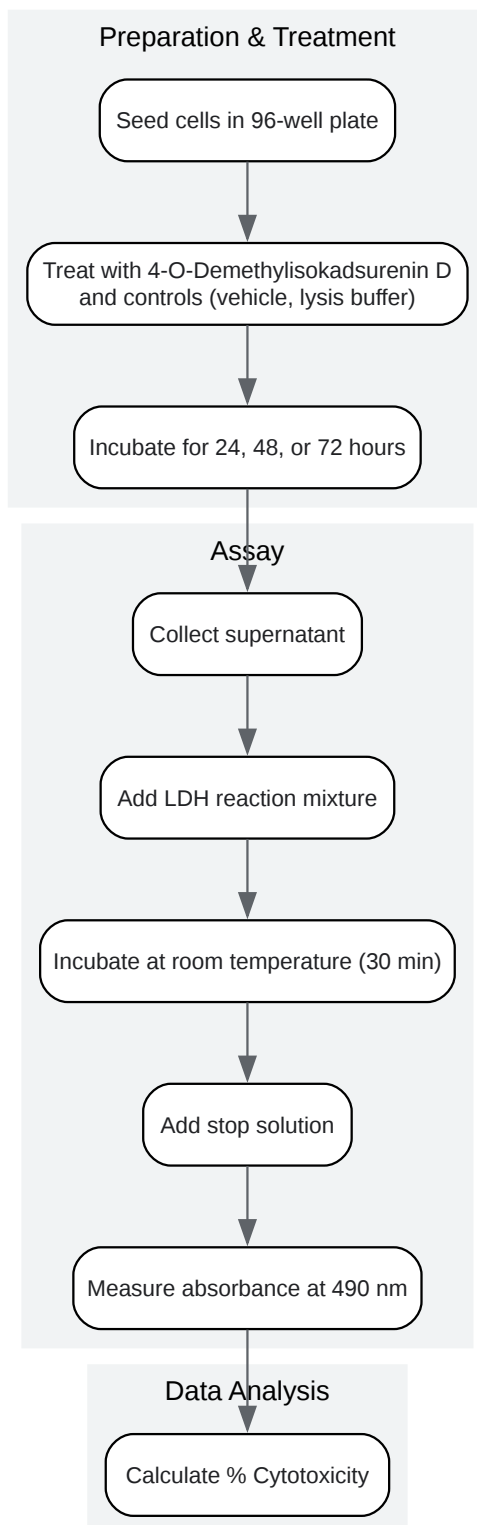 Preparation & Treatment
Seed cells in 96-well plate
Treat with 4-O-Demethylisokadsurenin D
and controls (vehicle, lysis buffer)
Incubate for 24, 48, or 72 hours
Assay
Collect supernatant
Add LDH reaction mixture
Incubate at room temperature (30 min)
Add stop solution
Measure absorbance at 490 nm
Data Analysis
Calculate % Cytotoxicity